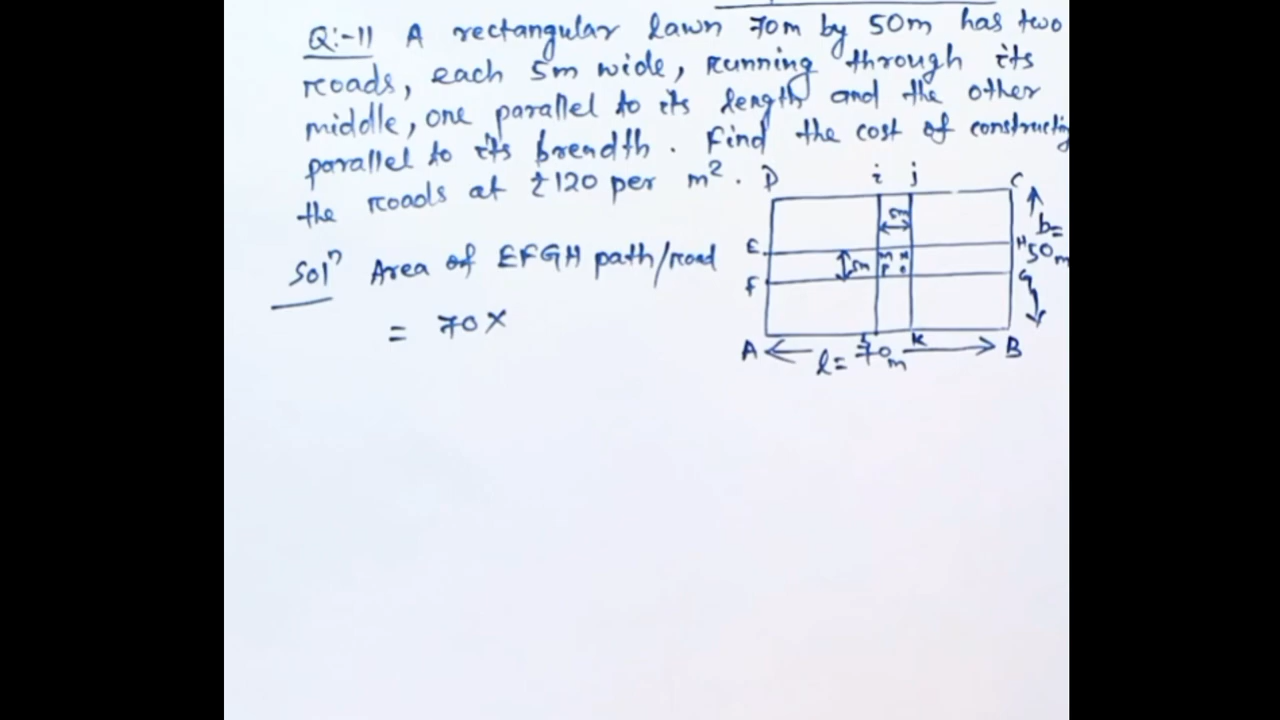 Q:-11 A rectangular lawn 70m by 50m has two
roads, each 5m wide, running through its
middle, one parallel to its length and the other
parallel to its breadth. Find the cost of constructing
the roads at ₹120 per m². D i j C
b=
50m
5m
E H
5m m n
F P o G
Solⁿ Area of EFGH path/road
= 70×
A l=70m k B